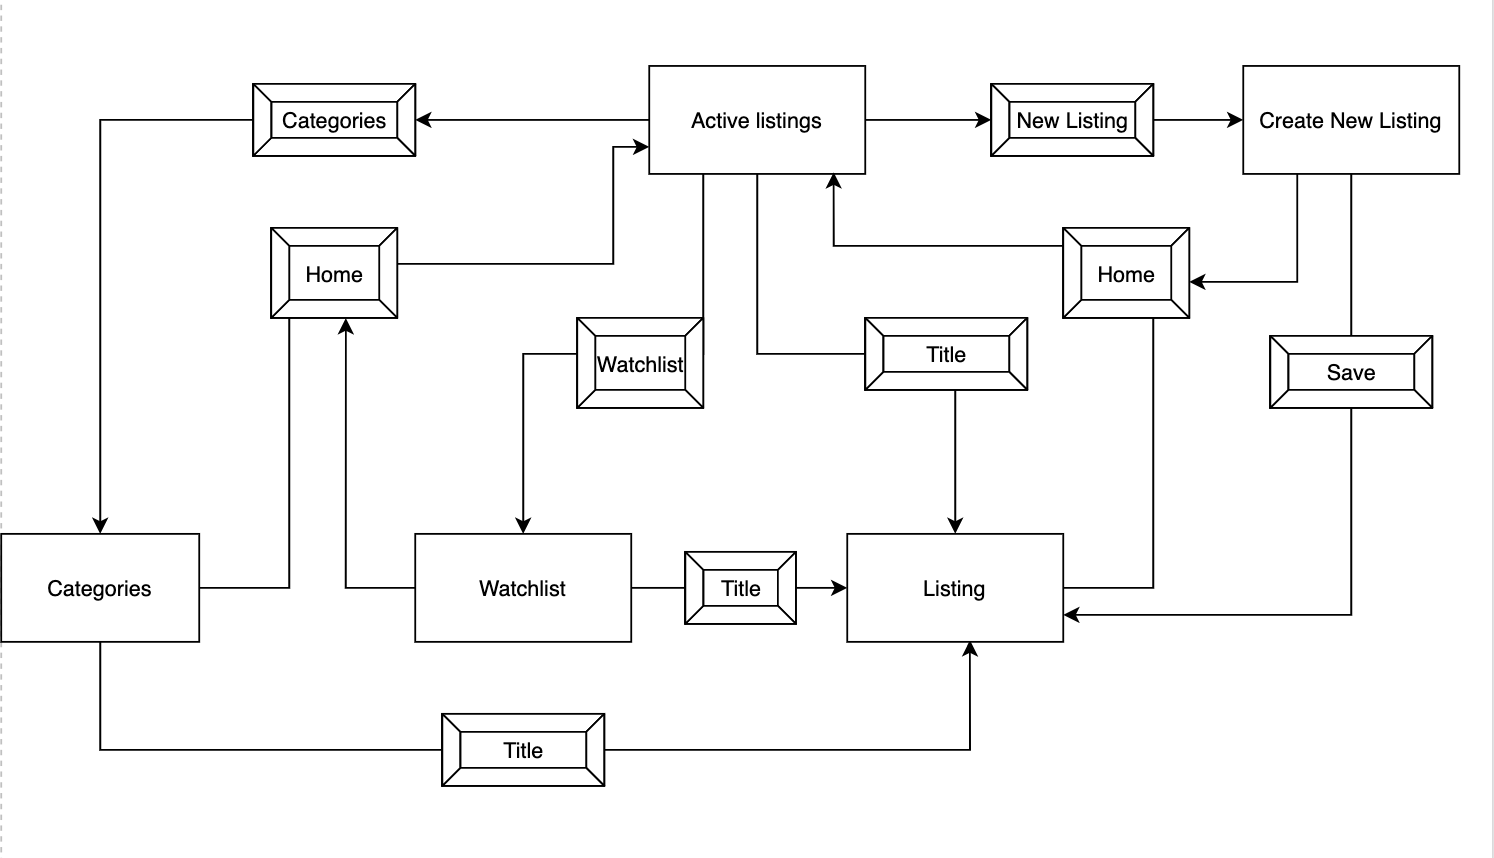 Categories
Active listings
New Listing
Create New Listing
Home
Home
Watchlist
Title
Save
Categories
Watchlist
Title
Listing
Title